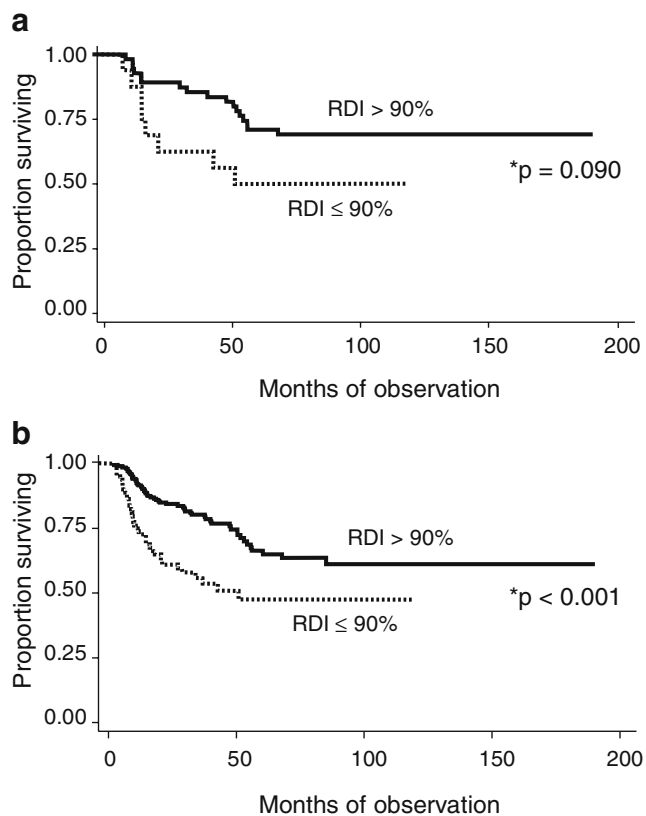 a
1.00
0.75
0.50
0.25
0.00
Proportion surviving
RDI > 90%
*p = 0.090
RDI ≤ 90%
0 50 100 150 200
Months of observation
b
1.00
0.75
0.50
0.25
0.00
Proportion surviving
RDI > 90%
*p < 0.001
RDI ≤ 90%
0 50 100 150 200
Months of observation